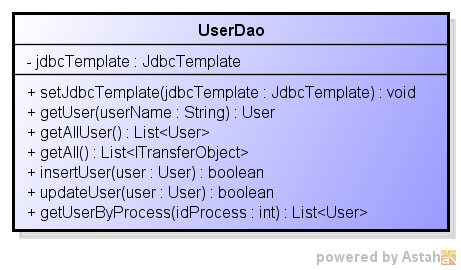 UserDao
- jdbcTemplate : JdbcTemplate
+ setJdbcTemplate(jdbcTemplate : JdbcTemplate) : void
+ getUser(userName : String) : User
+ getAllUser() : List<User>
+ getAll() : List<ITransferObject>
+ insertUser(user : User) : boolean
+ updateUser(user : User) : boolean
+ getUserByProcess(idProcess : int) : List<User>
powered by Astah